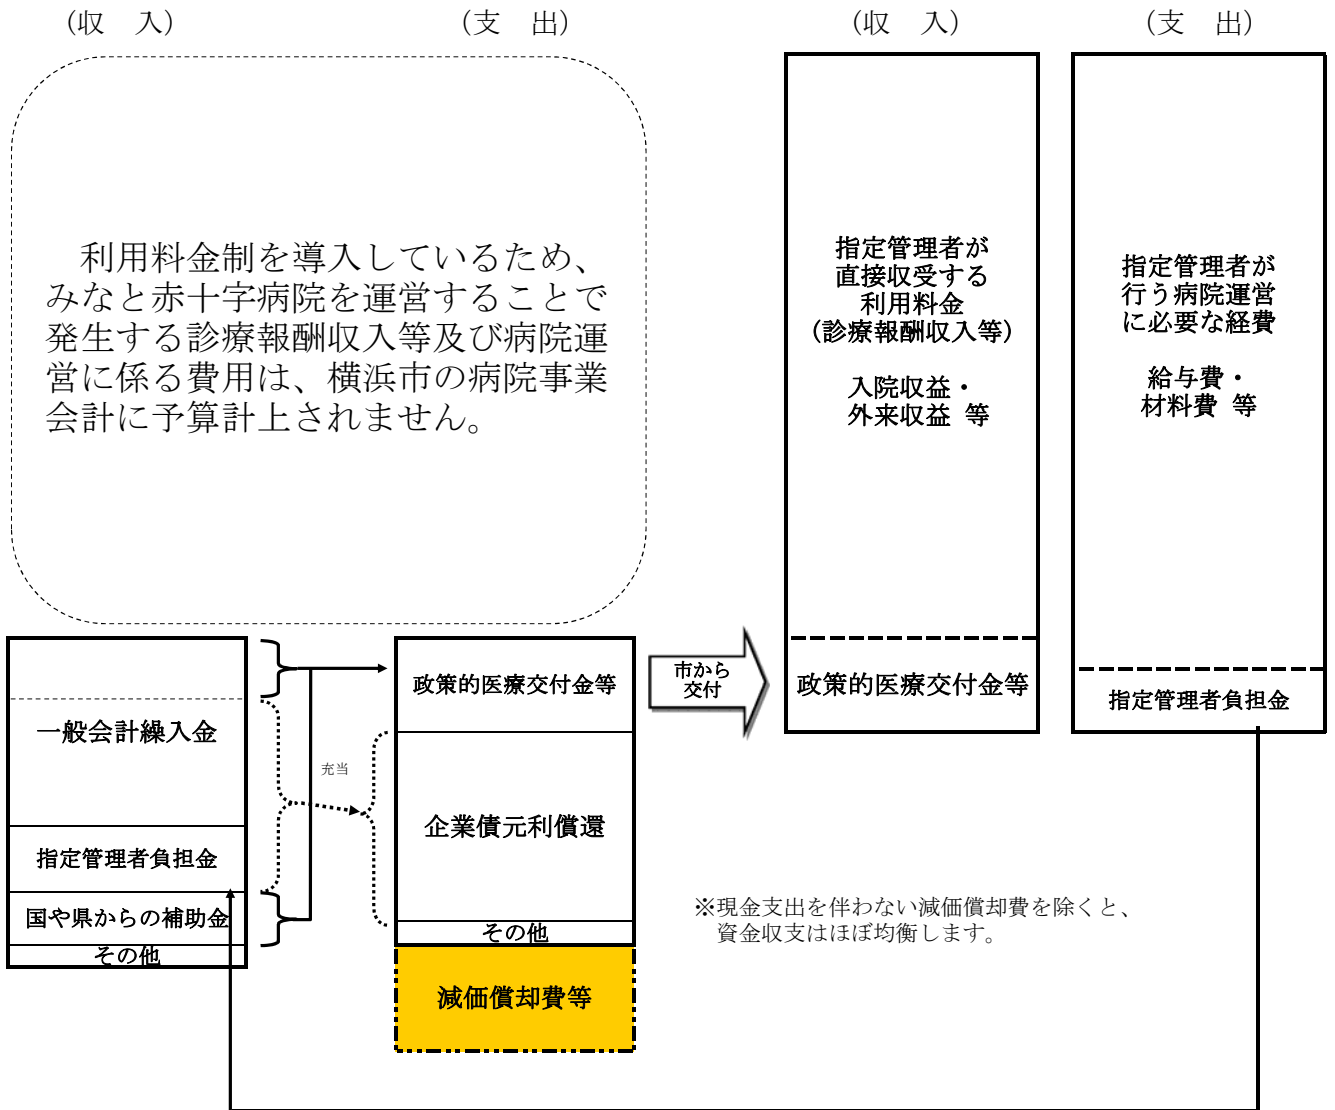 （収　入）
（支　出）
（収　入）
（支　出）
利用料金制を導入しているため、
みなと赤十字病院を運営することで
発生する診療報酬収入等及び病院運
営に係る費用は、横浜市の病院事業
会計に予算計上されません。
指定管理者が
直接収受する
利用料金
（診療報酬収入等）
入院収益・
外来収益 等
指定管理者が
行う病院運営
に必要な経費
給与費・
材料費 等
一般会計繰入金
指定管理者負担金
国や県からの補助金
その他
充当
政策的医療交付金等
企業債元利償還
その他
減価償却費等
市から
交付
政策的医療交付金等
指定管理者負担金
※現金支出を伴わない減価償却費を除くと、
資金収支はほぼ均衡します。